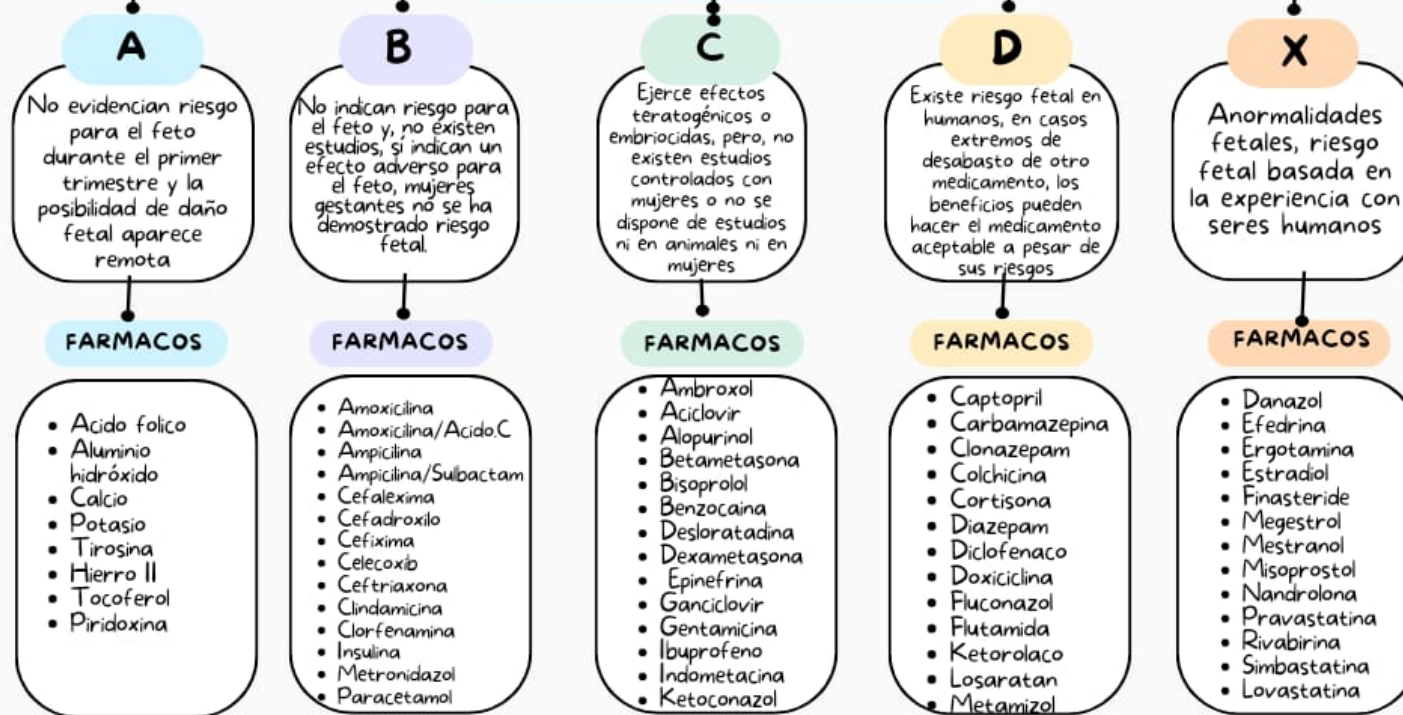 A
No evidencian riesgo
para el feto
durante el primer
trimestre y la
posibilidad de daño
fetal aparece
remota
FARMACOS
Acido folico
Aluminio
hidróxido
Calcio
Potasio
Tirosina
Hierro II
Tocoferol
Piridoxina
B
No indican riesgo para
el feto y, no existen
estudios, sí indican un
efecto adverso para
el feto, mujeres
gestantes no se ha
demostrado riesgo
fetal.
FARMACOS
Amoxicilina
Amoxicilina/Acido.C
Ampicilina
Ampicilina/Sulbactam
Cefalexima
Cefadroxilo
Cefixima
Celecoxib
Ceftriaxona
Clindamicina
Clorfenamina
Insulina
Metronidazol
Paracetamol
C
Ejerce efectos
teratogénicos o
embriocidas, pero, no
existen estudios
controlados con
mujeres o no se
dispone de estudios
ni en animales ni en
mujeres
FARMACOS
Ambroxol
Aciclovir
Alopurinol
Betametasona
Bisoprolol
Benzocaina
Desloratadina
Dexametasona
Epinefrina
Ganciclovir
Gentamicina
Ibuprofeno
Indometacina
Ketoconazol
D
Existe riesgo fetal en
humanos, en casos
extremos de
desabasto de otro
medicamento, los
beneficios pueden
hacer el medicamento
aceptable a pesar de
sus riesgos
FARMACOS
Captopril
Carbamazepina
Clonazepam
Colchicina
Cortisona
Diazepam
Diclofenaco
Doxiciclina
Fluconazol
Flutamida
Ketorolaco
Losaratan
Metamizol
X
Anormalidades
fetales, riesgo
fetal basada en
la experiencia con
seres humanos
FARMACOS
Danazol
Efedrina
Ergotamina
Estradiol
Finasteride
Megestrol
Mestranol
Misoprostol
Nandrolona
Pravastatina
Rivabirina
Simbastatina
Lovastatina